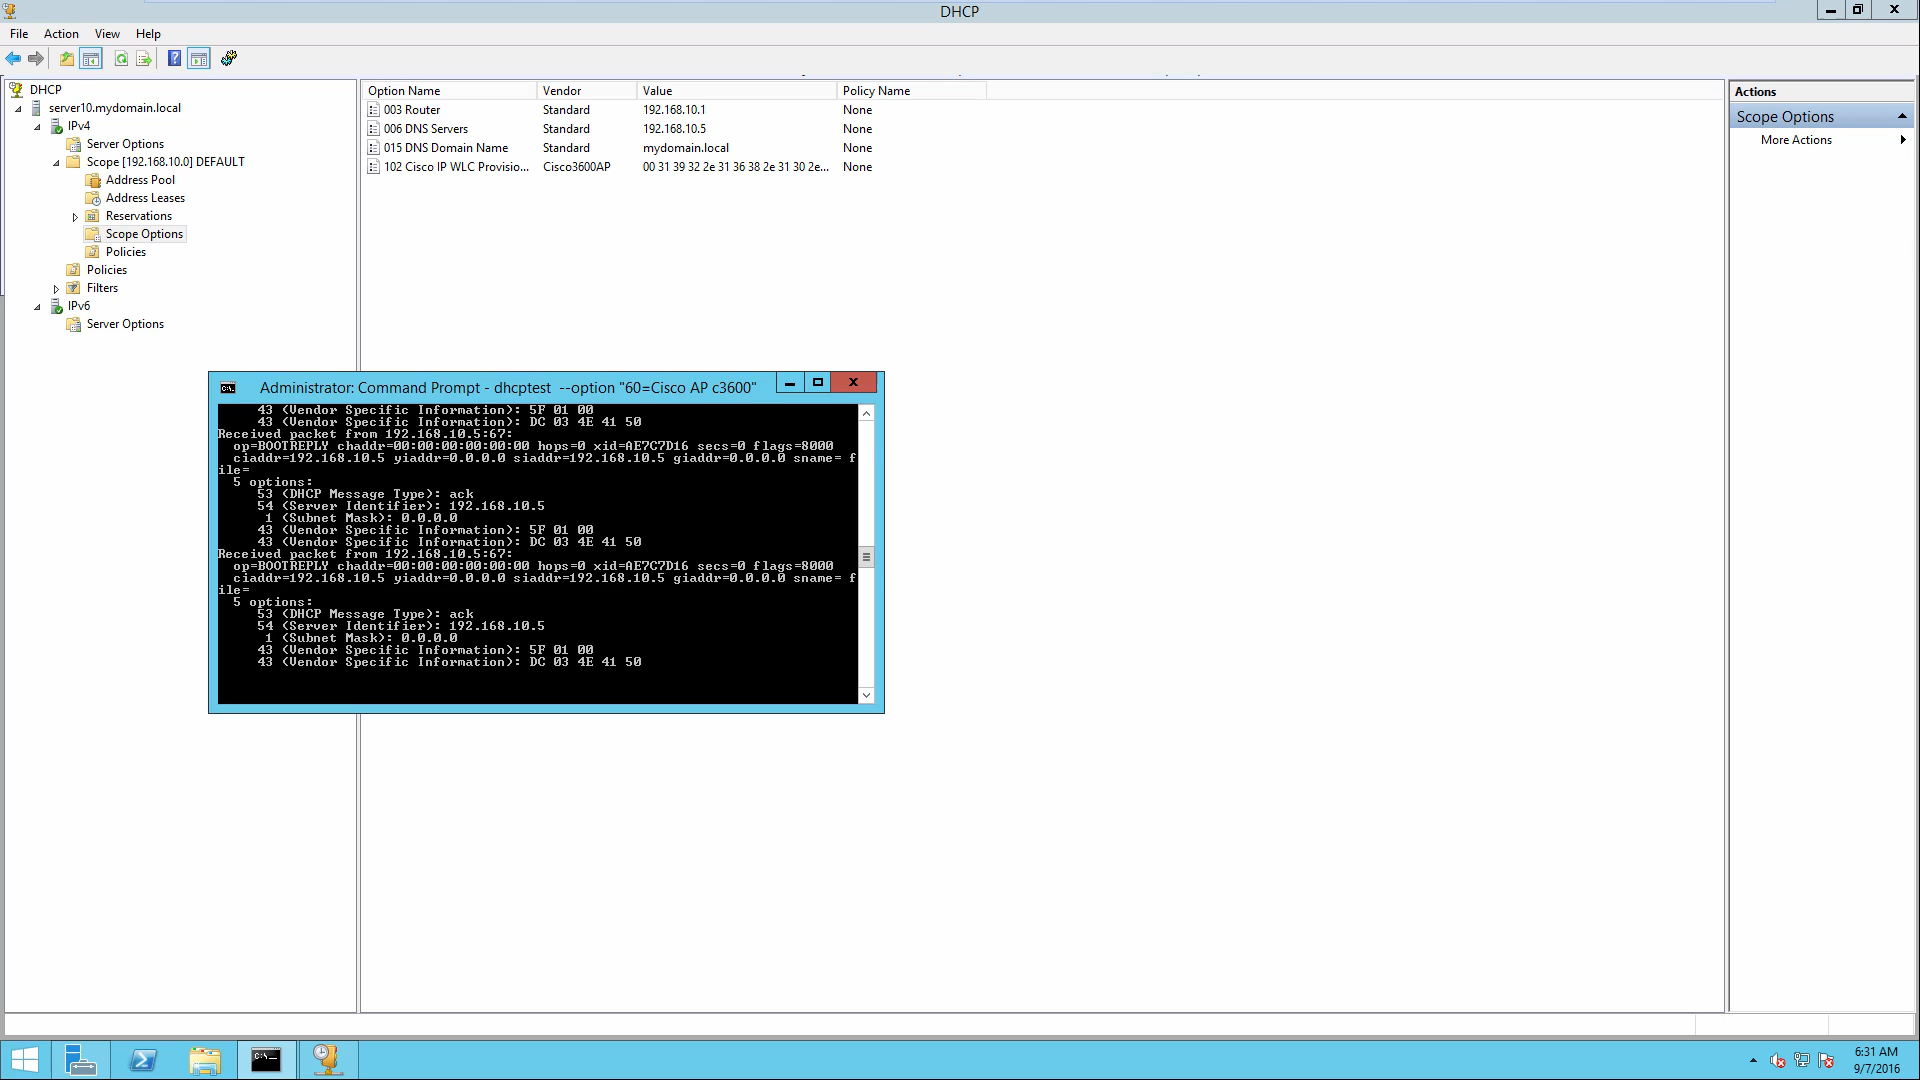 DHCP
File Action View Help
DHCP
server10.mydomain.local
IPv4
Server Options
Scope [192.168.10.0] DEFAULT
Address Pool
Address Leases
Reservations
Scope Options
Policies
Policies
Filters
IPv6
Server Options
Option Name Vendor Value Policy Name
003 Router Standard 192.168.10.1 None
006 DNS Servers Standard 192.168.10.5 None
015 DNS Domain Name Standard mydomain.local None
102 Cisco IP WLC Provisio... Cisco3600AP 00 31 39 32 2e 31 36 38 2e 31 30 2e... None
Actions
Scope Options
More Actions
Administrator: Command Prompt - dhcptest --option "60=Cisco AP c3600"
43 (Vendor Specific Information): 5F 01 00
43 (Vendor Specific Information): DC 03 4E 41 50
Received packet from 192.168.10.5:67:
op=BOOTREPLY chaddr=00:00:00:00:00:00 hops=0 xid=AE7C7D16 secs=0 flags=8000
ciaddr=192.168.10.5 yiaddr=0.0.0.0 siaddr=192.168.10.5 giaddr=0.0.0.0 sname= f
ile=
5 options:
53 (DHCP Message Type): ack
54 (Server Identifier): 192.168.10.5
1 (Subnet Mask): 0.0.0.0
43 (Vendor Specific Information): 5F 01 00
43 (Vendor Specific Information): DC 03 4E 41 50
Received packet from 192.168.10.5:67:
op=BOOTREPLY chaddr=00:00:00:00:00:00 hops=0 xid=AE7C7D16 secs=0 flags=8000
ciaddr=192.168.10.5 yiaddr=0.0.0.0 siaddr=192.168.10.5 giaddr=0.0.0.0 sname= f
ile=
5 options:
53 (DHCP Message Type): ack
54 (Server Identifier): 192.168.10.5
1 (Subnet Mask): 0.0.0.0
43 (Vendor Specific Information): 5F 01 00
43 (Vendor Specific Information): DC 03 4E 41 50
6:31 AM
9/7/2016